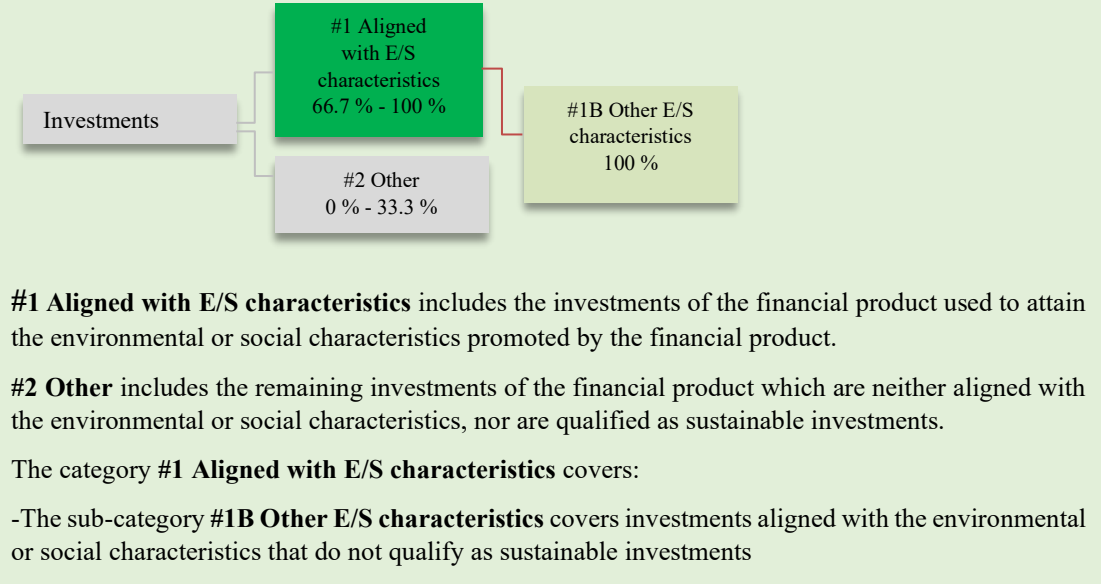 #1 Aligned
with E/S
characteristics
66.7 % - 100 %
Investments
#1B Other E/S
characteristics
100 %
#2 Other
0 % - 33.3 %
#1 Aligned with E/S characteristics includes the investments of the financial product used to attain
the environmental or social characteristics promoted by the financial product.
#2 Other includes the remaining investments of the financial product which are neither aligned with
the environmental or social characteristics, nor are qualified as sustainable investments.
The category #1 Aligned with E/S characteristics covers:
-The sub-category #1B Other E/S characteristics covers investments aligned with the environmental
or social characteristics that do not qualify as sustainable investments